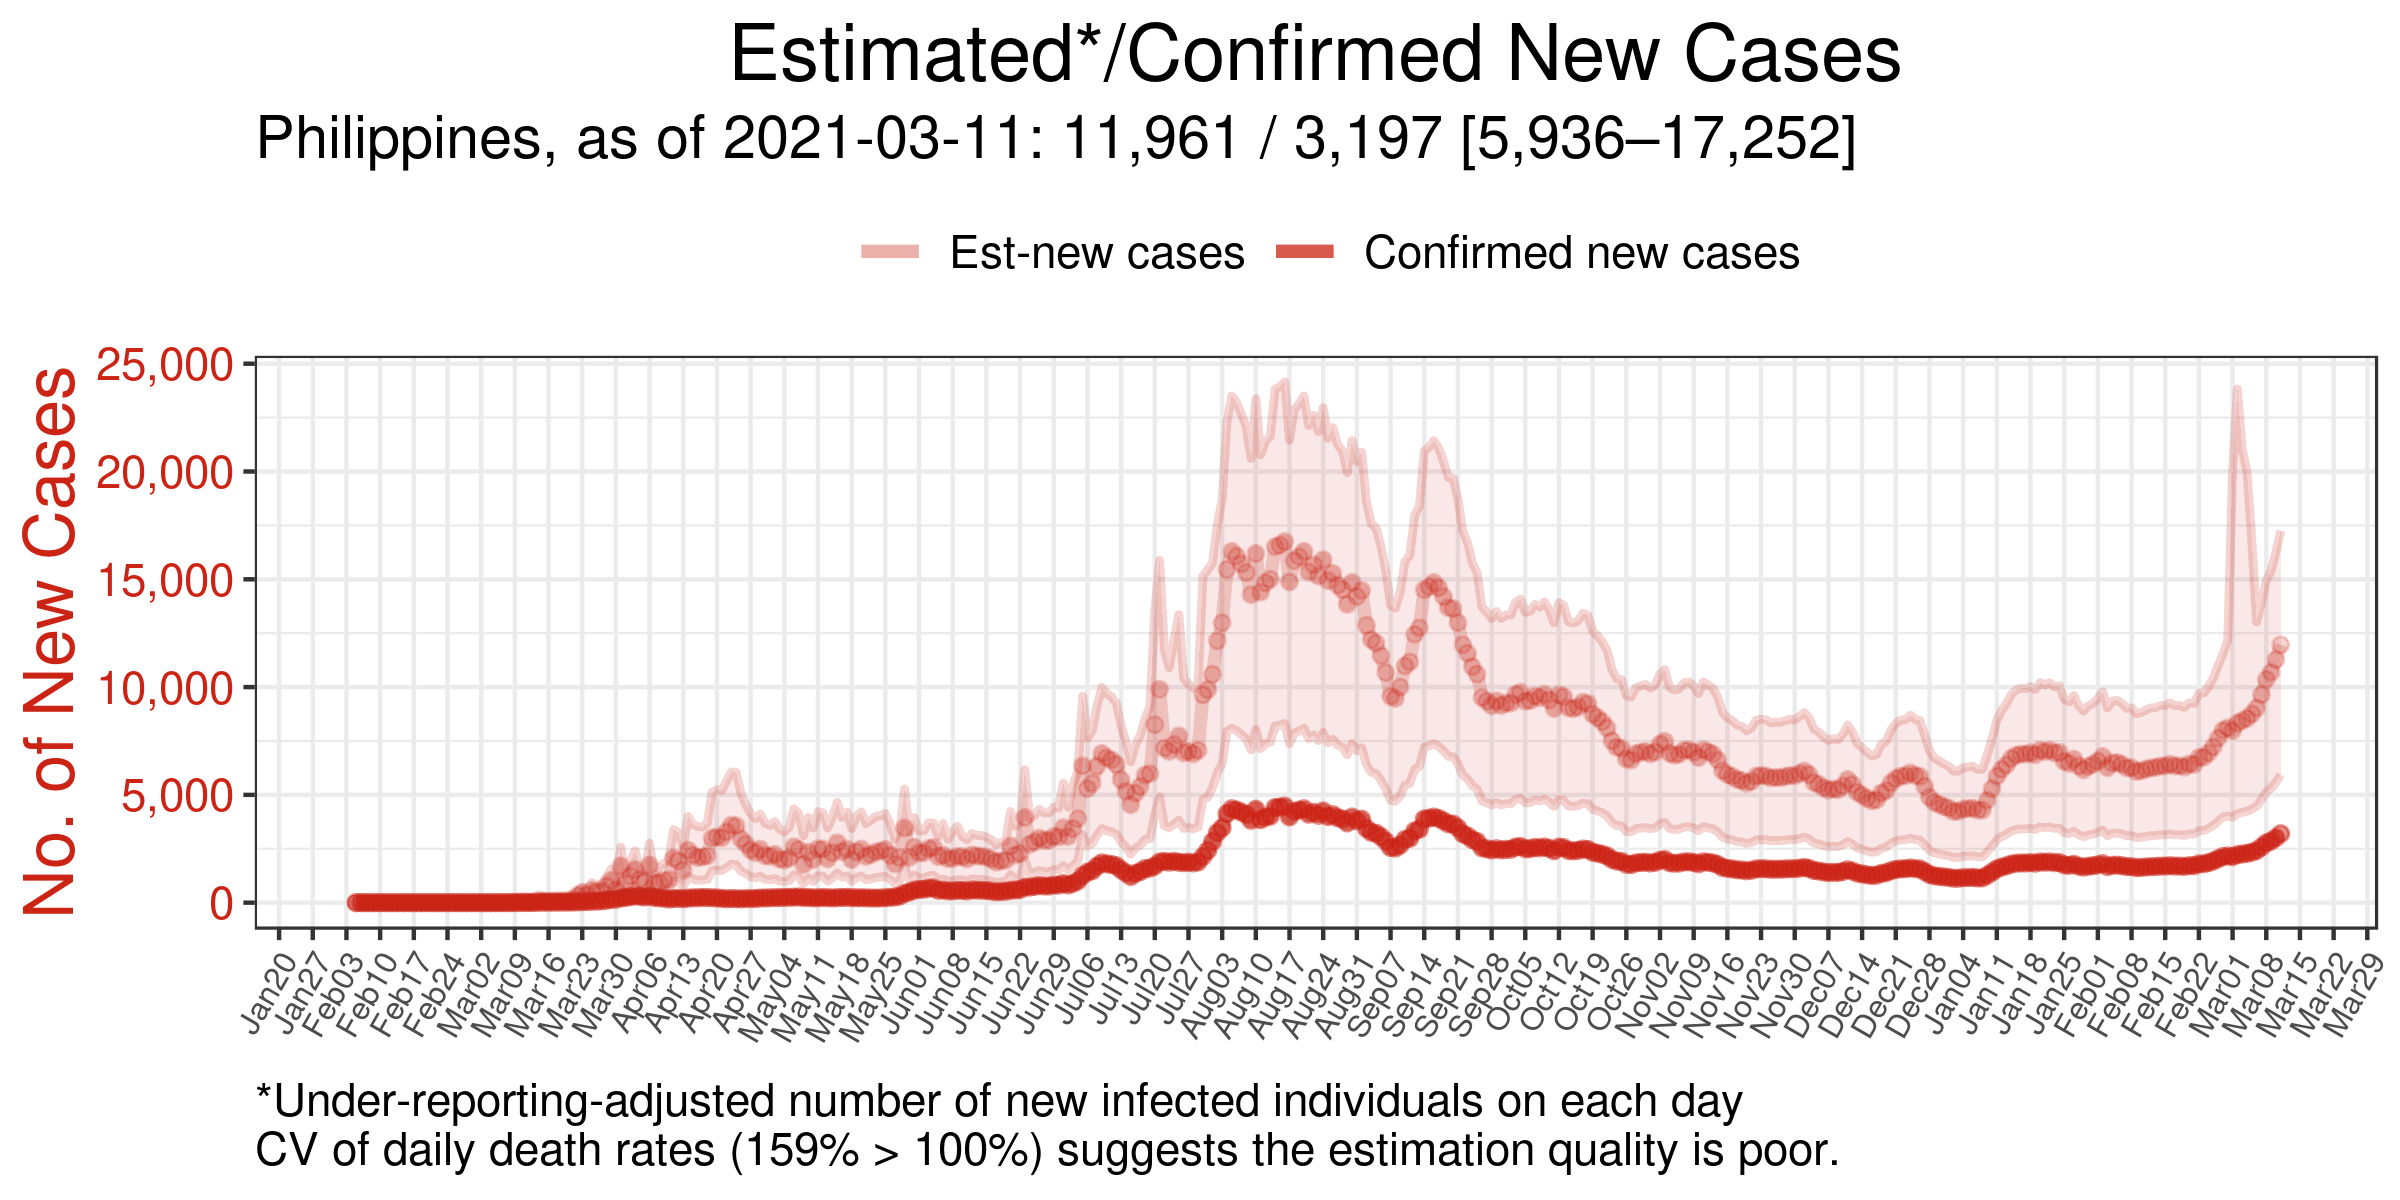 Estimated*/Confirmed New Cases
Philippines, as of 2021-03-11: 11,961 / 3,197 [5,936–17,252]
Est-new cases
Confirmed new cases
No. of New Cases
25,000
20,000
15,000
10,000
5,000
0
Jan20
Jan27
Feb03
Feb10
Feb17
Feb24
Mar02
Mar09
Mar16
Mar23
Mar30
Apr06
Apr13
Apr20
Apr27
May04
May11
May18
May25
Jun01
Jun08
Jun15
Jun22
Jun29
Jul06
Jul13
Jul20
Jul27
Aug03
Aug10
Aug17
Aug24
Aug31
Sep07
Sep14
Sep21
Sep28
Oct05
Oct12
Oct19
Oct26
Nov02
Nov09
Nov16
Nov23
Nov30
Dec07
Dec14
Dec21
Dec28
Jan04
Jan11
Jan18
Jan25
Feb01
Feb08
Feb15
Feb22
Mar01
Mar08
Mar15
Mar22
Mar29
*Under-reporting-adjusted number of new infected individuals on each day
CV of daily death rates (159% > 100%) suggests the estimation quality is poor.